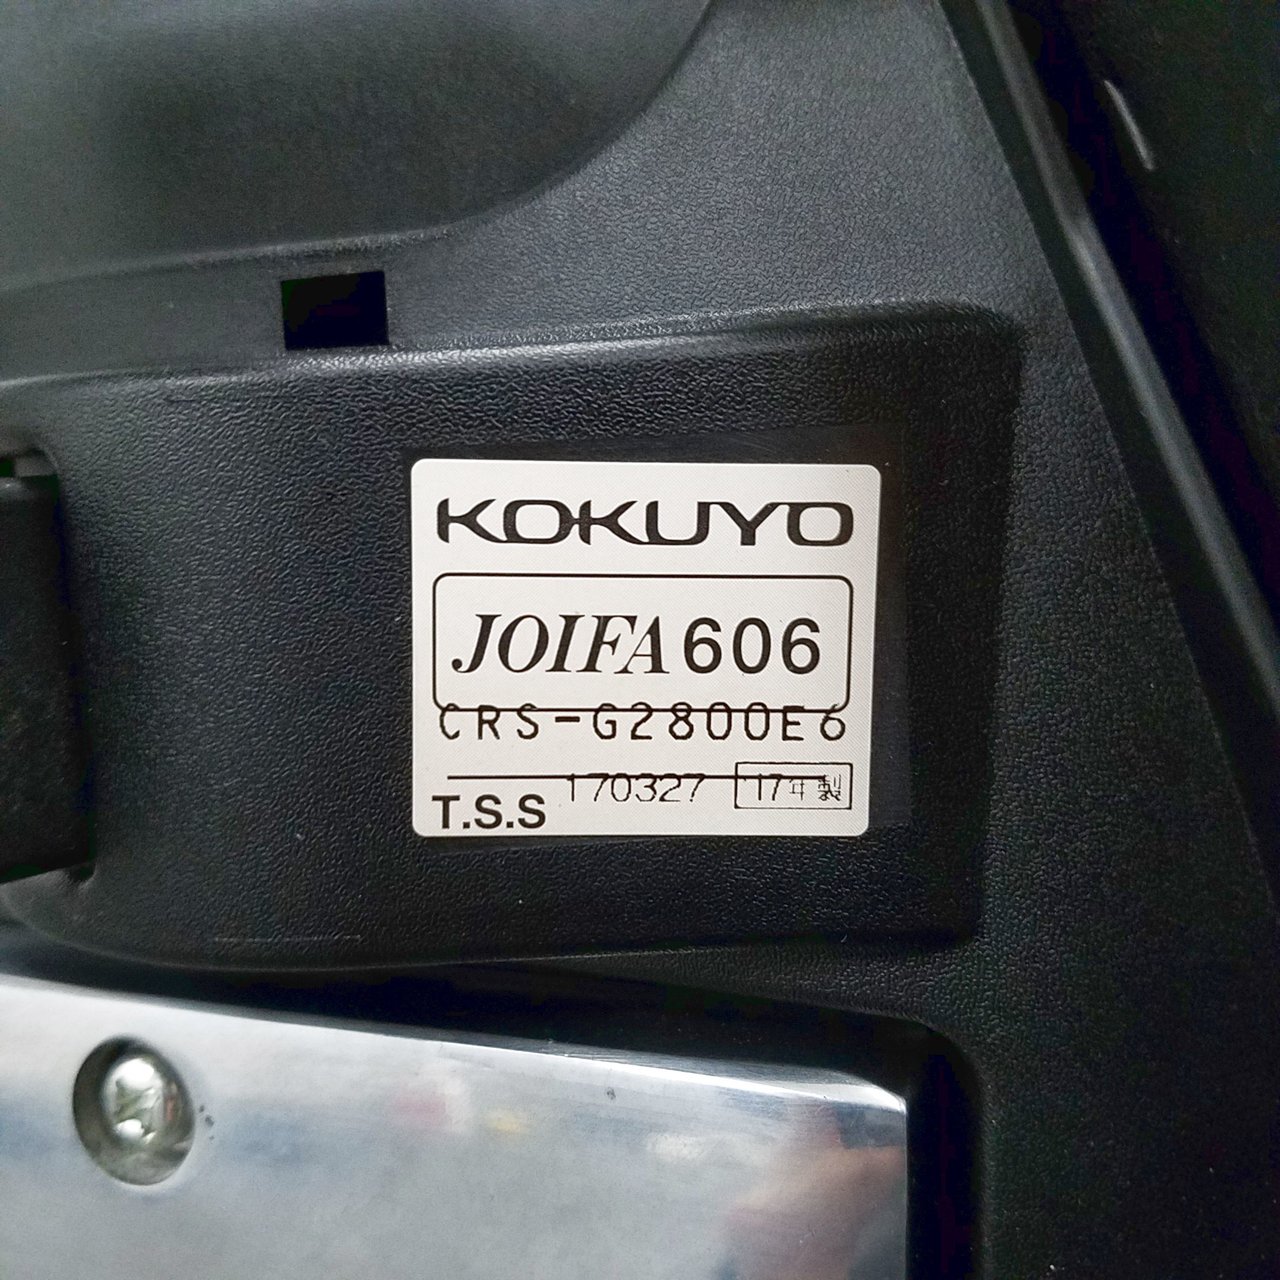 KOKUYO
JOIFA606
CRS-G2800E6
170327 '17年製
T.S.S